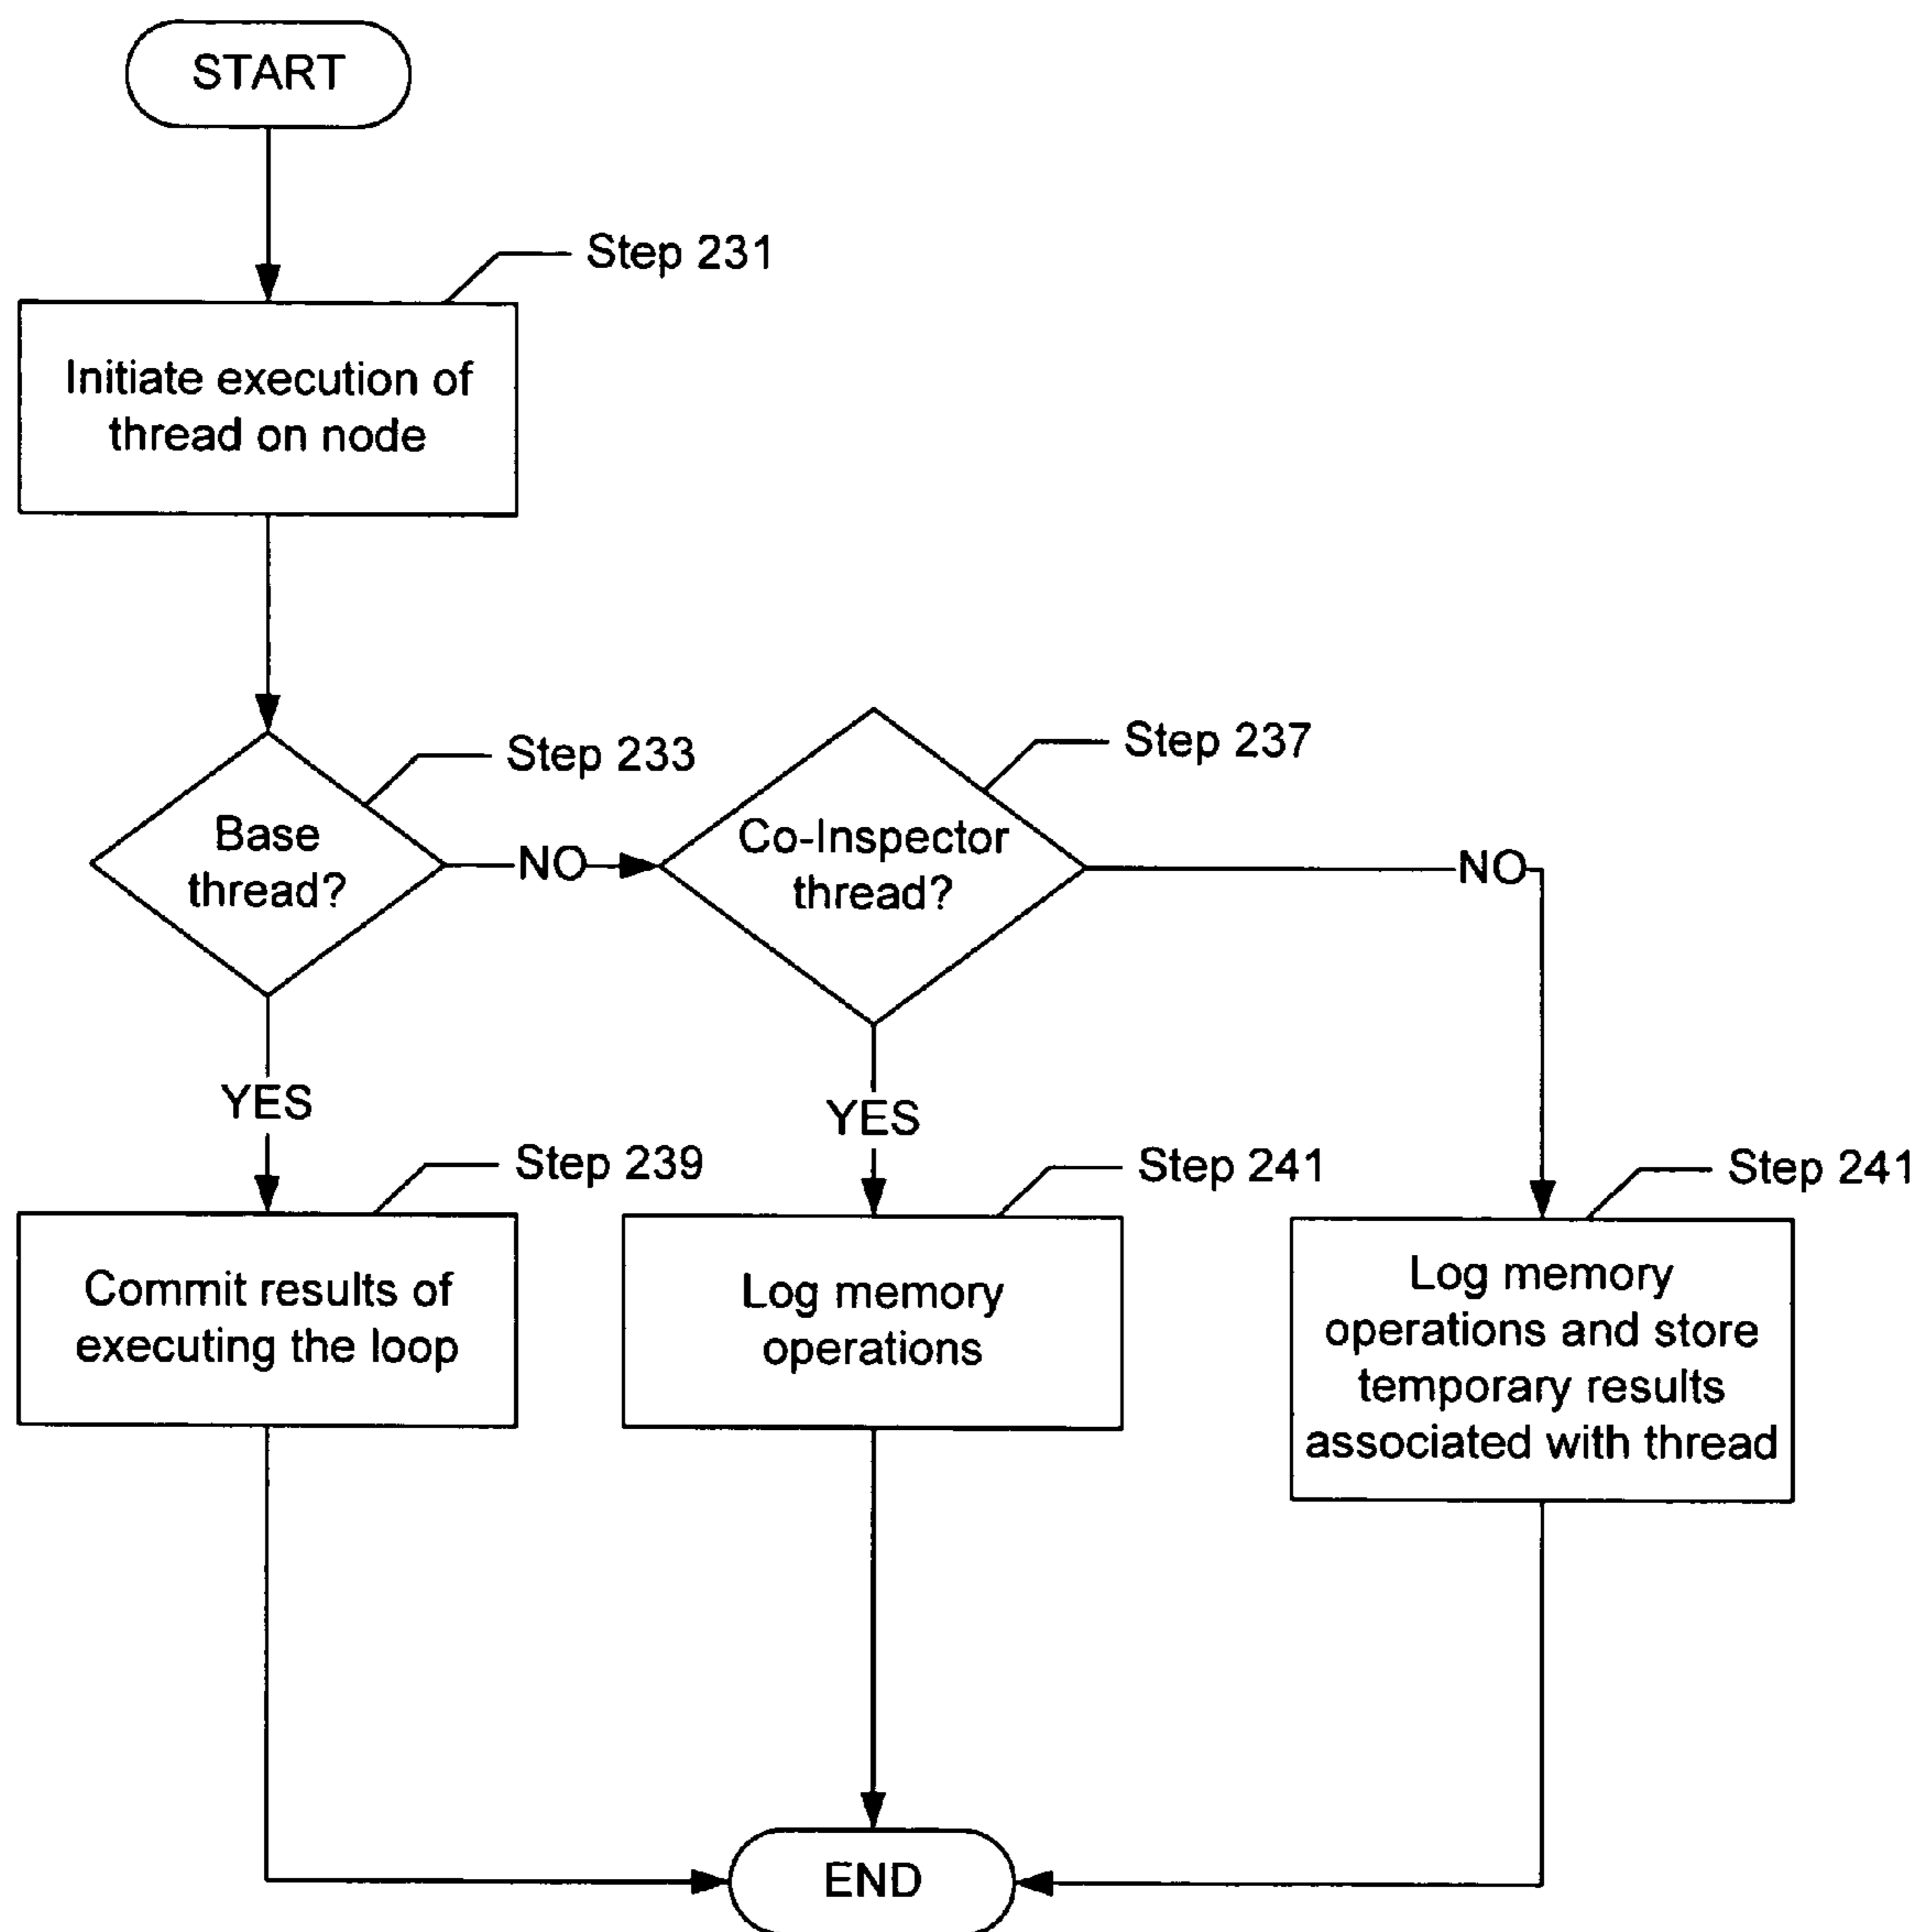 START
Step 231
Initiate execution of
thread on node
Step 233
Base
thread?
NO
Step 237
Co-Inspector
thread?
NO
YES
YES
Step 239
Commit results of
executing the loop
Step 241
Log memory
operations
Step 241
Log memory
operations and store
temporary results
associated with thread
END